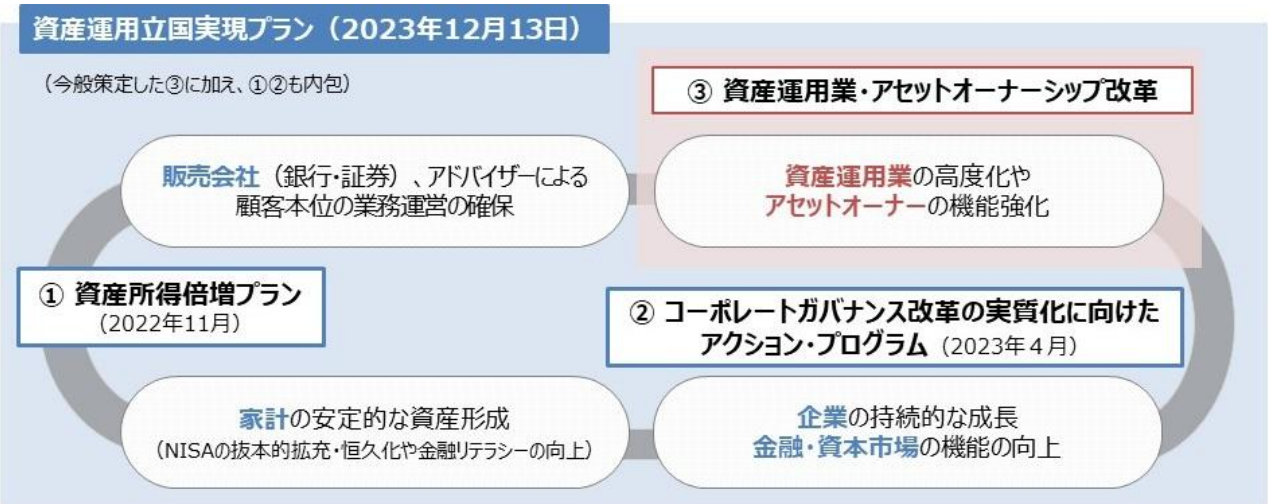 資産運用立国実現プラン（2023年12月13日）
（今般策定した③に加え、①②も内包）
③ 資産運用業・アセットオーナーシップ改革
販売会社（銀行・証券）、アドバイザーによる
顧客本位の業務運営の確保
資産運用業の高度化や
アセットオーナーの機能強化
① 資産所得倍増プラン
（2022年11月）
② コーポレートガバナンス改革の実質化に向けた
アクション・プログラム（2023年４月）
家計の安定的な資産形成
（NISAの抜本的拡充・恒久化や金融リテラシーの向上）
企業の持続的な成長
金融・資本市場の機能の向上